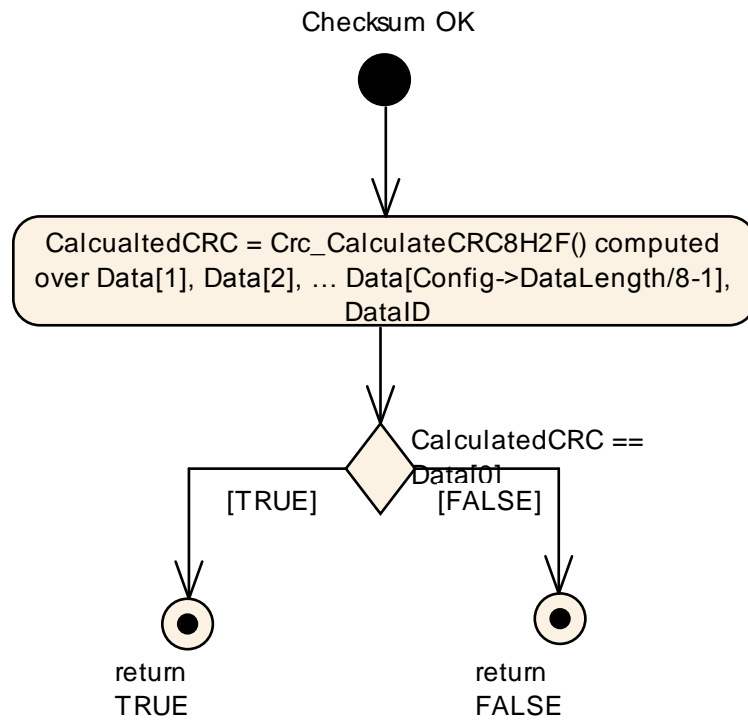 Checksum OK
CalcualtedCRC = Crc_CalculateCRC8H2F() computed
over Data[1], Data[2], … Data[Config->DataLength/8-1],
DataID
CalculatedCRC ==
Data[0]
[TRUE]
[FALSE]
return
TRUE
return
FALSE